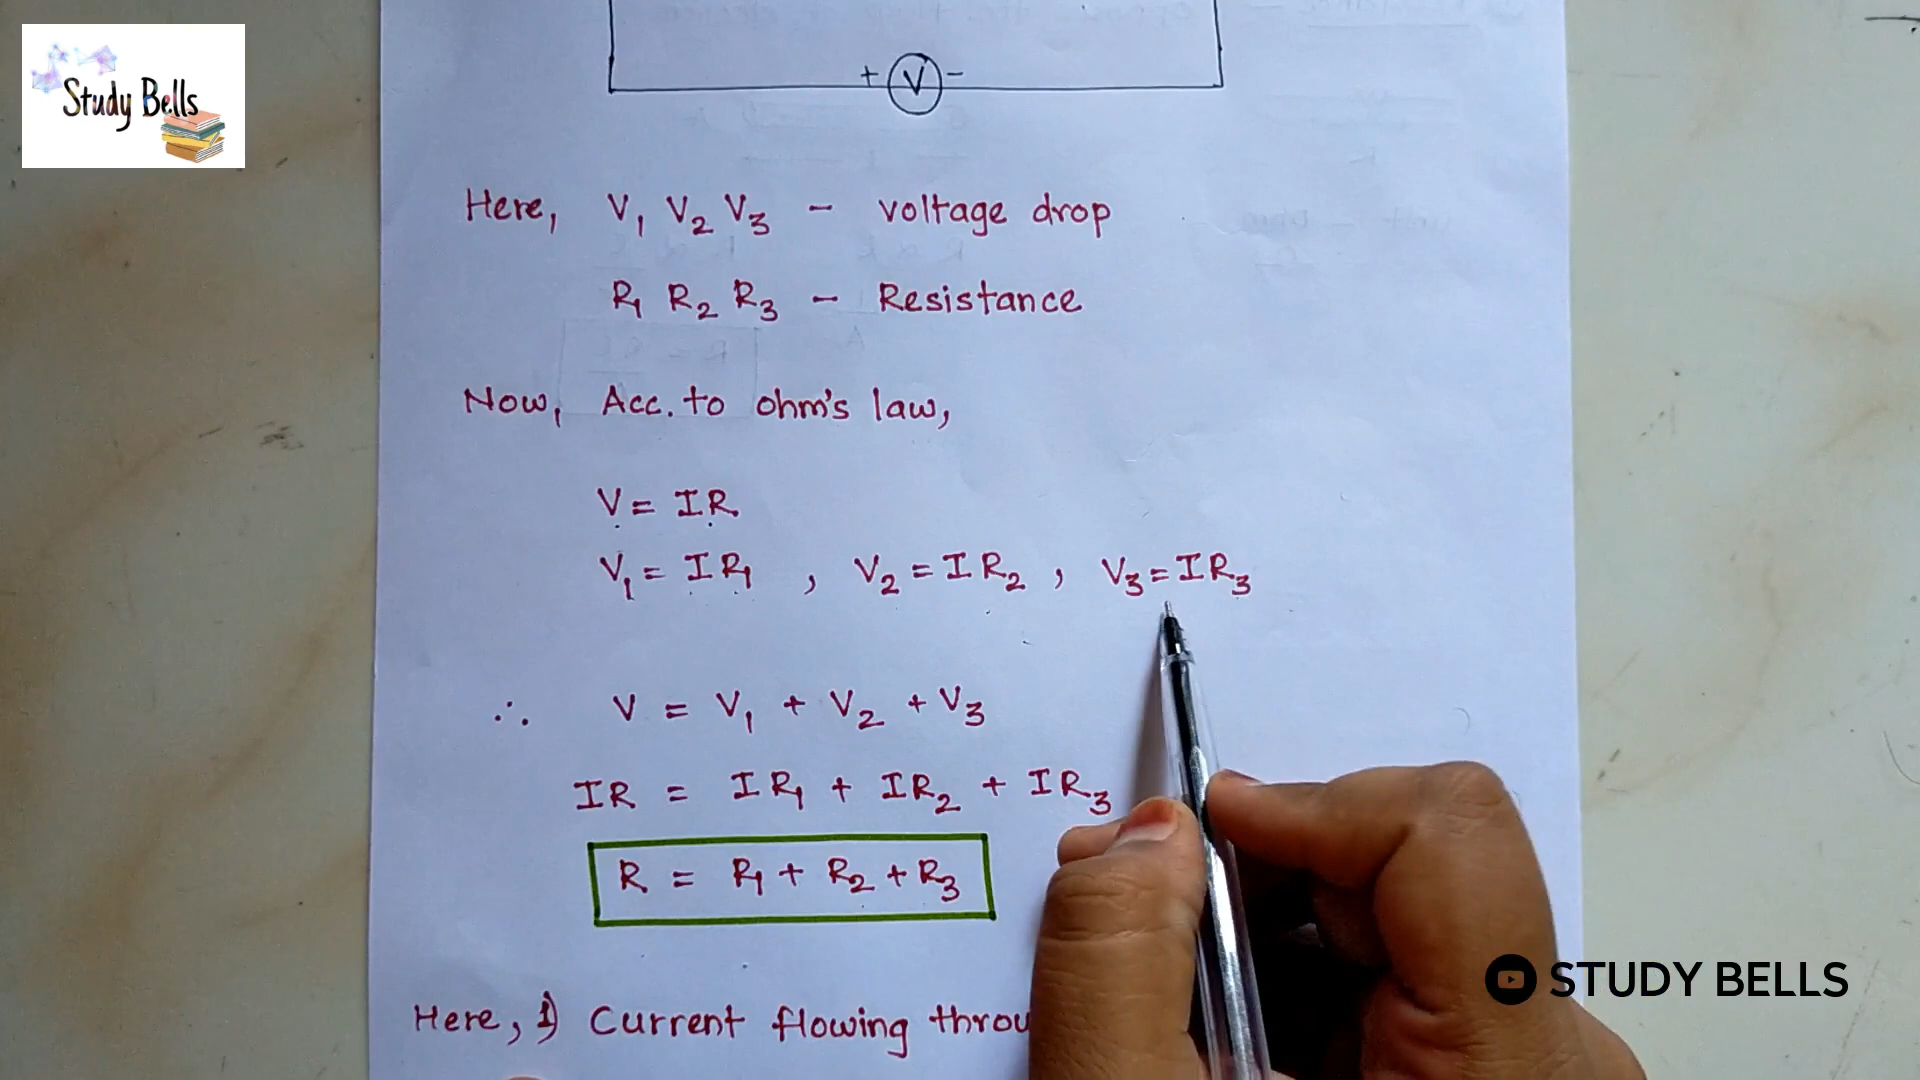 Study Bells
+ V -
Here, V1 V2 V3 - voltage drop
R1 R2 R3 - Resistance
Now, Acc. to ohm's law,
V = IR
V1 = IR1 , V2 = IR2 , V3 = IR3
∴ V = V1 + V2 + V3
IR = IR1 + IR2 + IR3
R = R1 + R2 + R3
STUDY BELLS
Here, 1) Current flowing